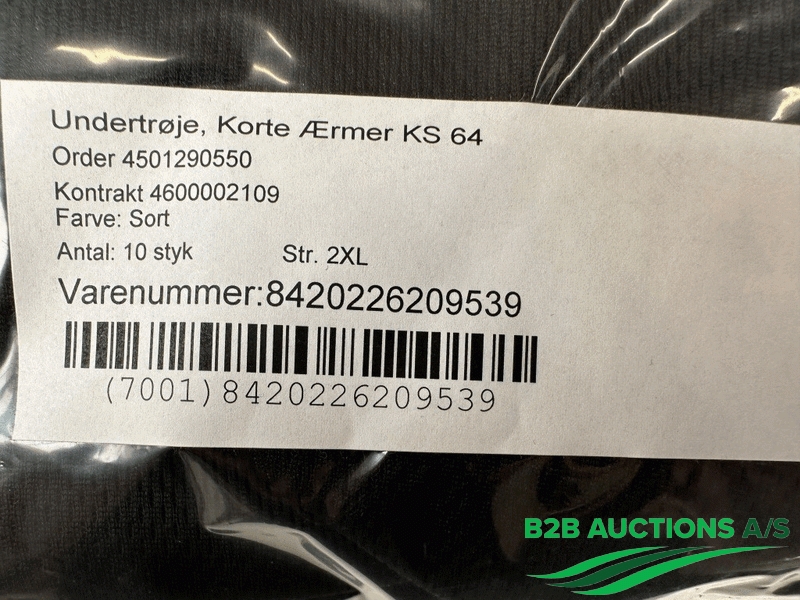 Undertrøje, Korte Ærmer KS 64
Order 4501290550
Kontrakt 4600002109
Farve: Sort
Antal: 10 styk Str. 2XL
Varenummer:8420226209539
(7001)8420226209539
B2B AUCTIONS A/S